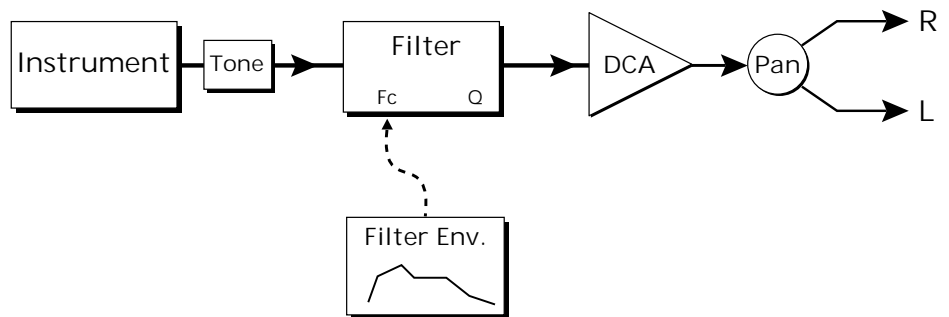 Instrument
Tone
Filter
Fc Q
DCA
Pan
R
L
Filter Env.